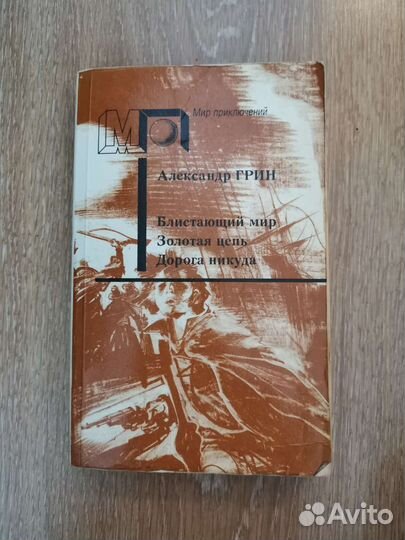 МП
Мир приключений
Александр ГРИН
Блистающий мир
Золотая цепь
Дорога никуда
Avito